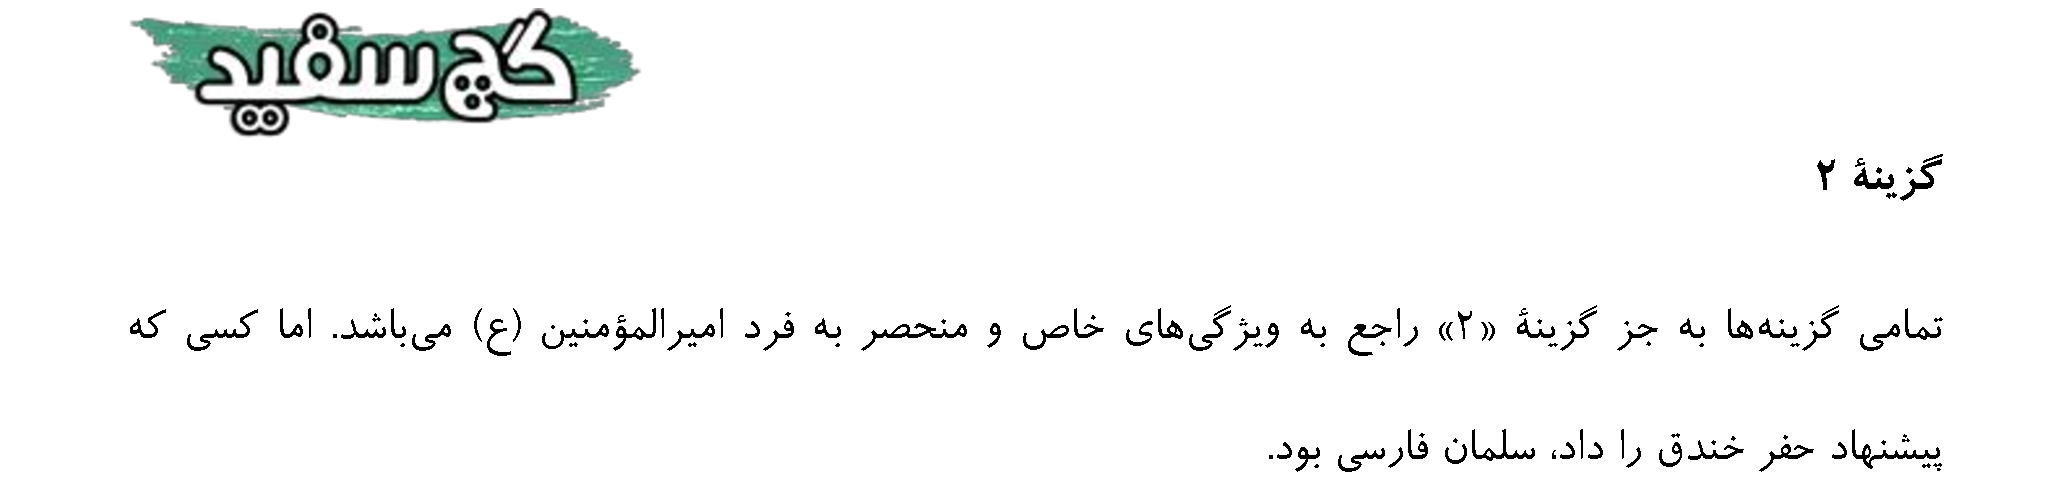 گچ سفید
گزینهٔ ۲
تمامی گزینه‌ها به جز گزینهٔ «۲» راجع به ویژگی‌های خاص و منحصر به فرد امیرالمؤمنین (ع) می‌باشد. اما کسی که
پیشنهاد حفر خندق را داد، سلمان فارسی بود.